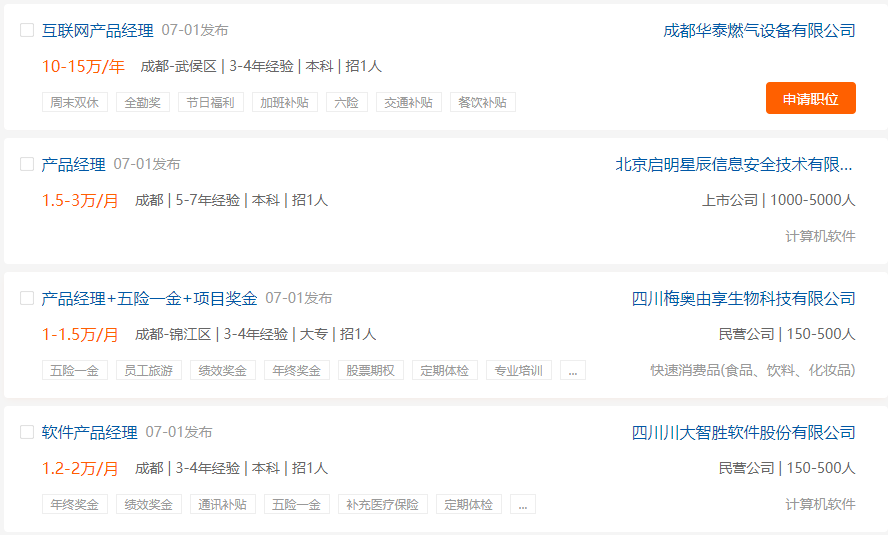 互联网产品经理 07-01发布 成都华泰燃气设备有限公司
10-15万/年 成都-武侯区 | 3-4年经验 | 本科 | 招1人
周末双休 全勤奖 节日福利 加班补贴 六险 交通补贴 餐饮补贴 申请职位
产品经理 07-01发布 北京启明星辰信息安全技术有限...
1.5-3万/月 成都 | 5-7年经验 | 本科 | 招1人 上市公司 | 1000-5000人
计算机软件
产品经理+五险一金+项目奖金 07-01发布 四川梅奥由享生物科技有限公司
1-1.5万/月 成都-锦江区 | 3-4年经验 | 大专 | 招1人 民营公司 | 150-500人
五险一金 员工旅游 绩效奖金 年终奖金 股票期权 定期体检 专业培训 ... 快速消费品(食品、饮料、化妆品)
软件产品经理 07-01发布 四川川大智胜软件股份有限公司
1.2-2万/月 成都 | 3-4年经验 | 本科 | 招1人 民营公司 | 150-500人
年终奖金 绩效奖金 通讯补贴 五险一金 补充医疗保险 定期体检 ... 计算机软件